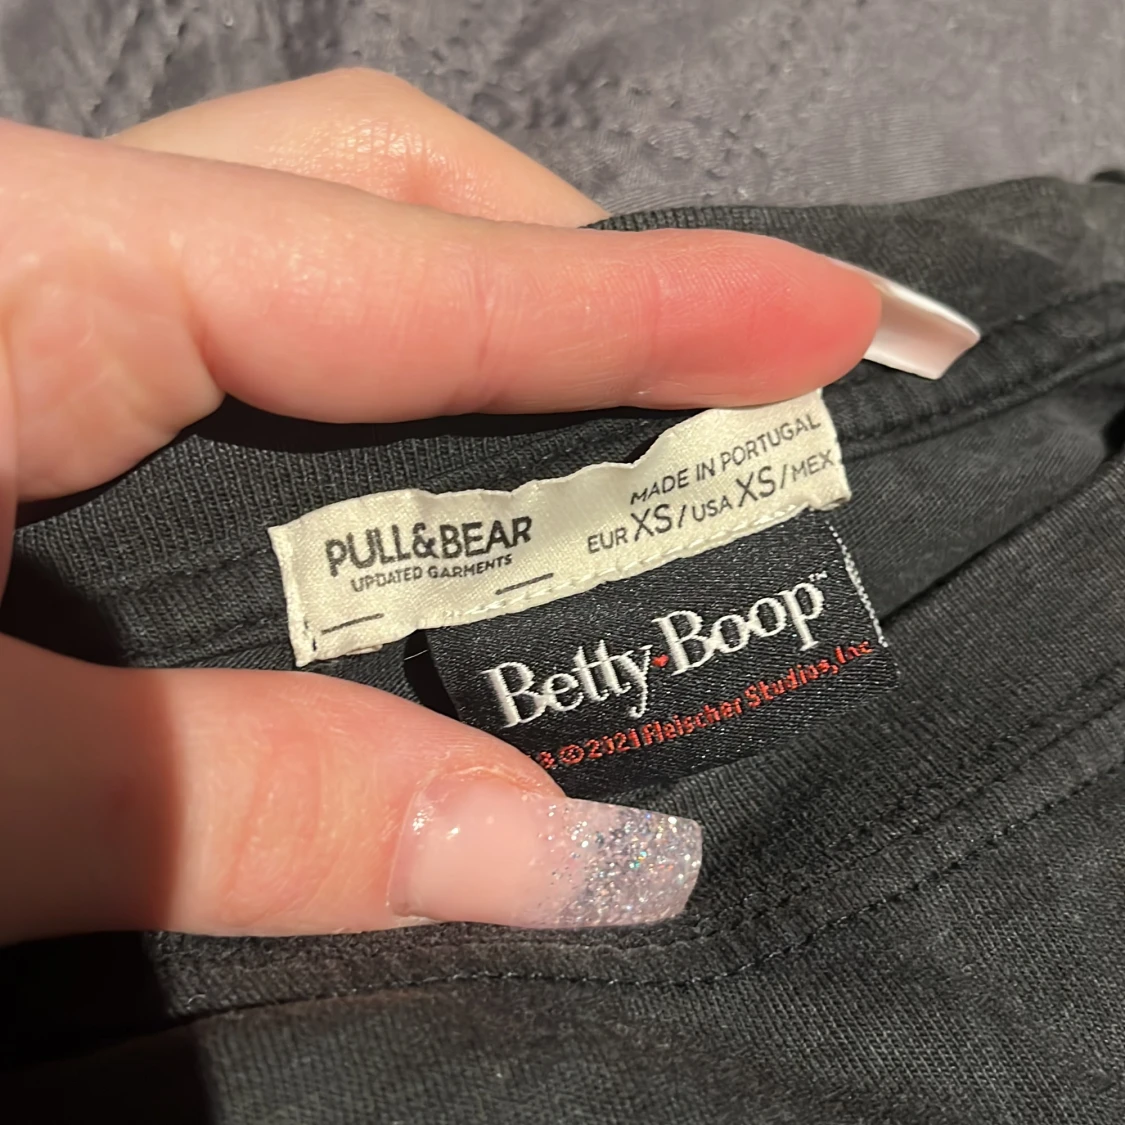 PULL&BEAR
UPDATED GARMENTS
MADE IN PORTUGAL
EUR XS/USA XS/MEX
Betty Boop™
& ©2021 Fleischer Studios, Inc